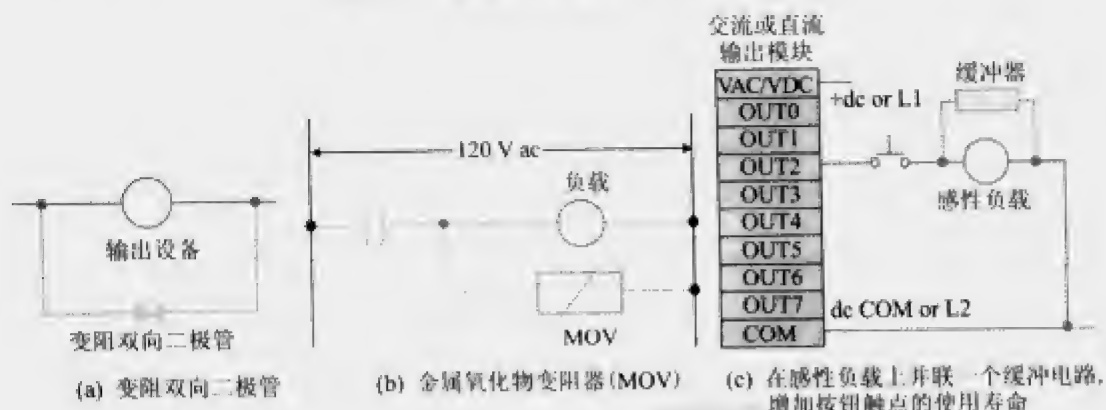 交流或直流
输出模块
VAC/VDC
OUT0
OUT1
OUT2
OUT3
OUT4
OUT5
OUT6
OUT7
COM
+dc or L1
缓冲器
感性负载
dc COM or L2
120 V ac
负载
MOV
输出设备
变阻双向二极管
(a) 变阻双向二极管
(b) 金属氧化物变阻器(MOV)
(c) 在感性负载上并联一个缓冲电路,
增加按钮触点的使用寿命